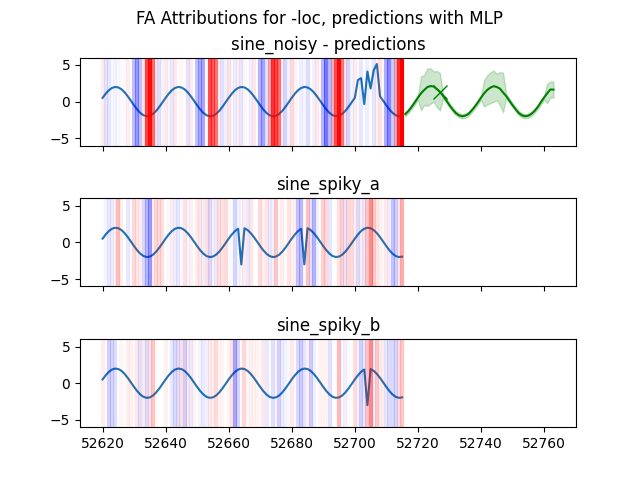 FA Attributions for -loc, predictions with MLP
sine_noisy - predictions
5
0
−5
sine_spiky_a
5
0
−5
sine_spiky_b
5
0
−5
52620 52640 52660 52680 52700 52720 52740 52760